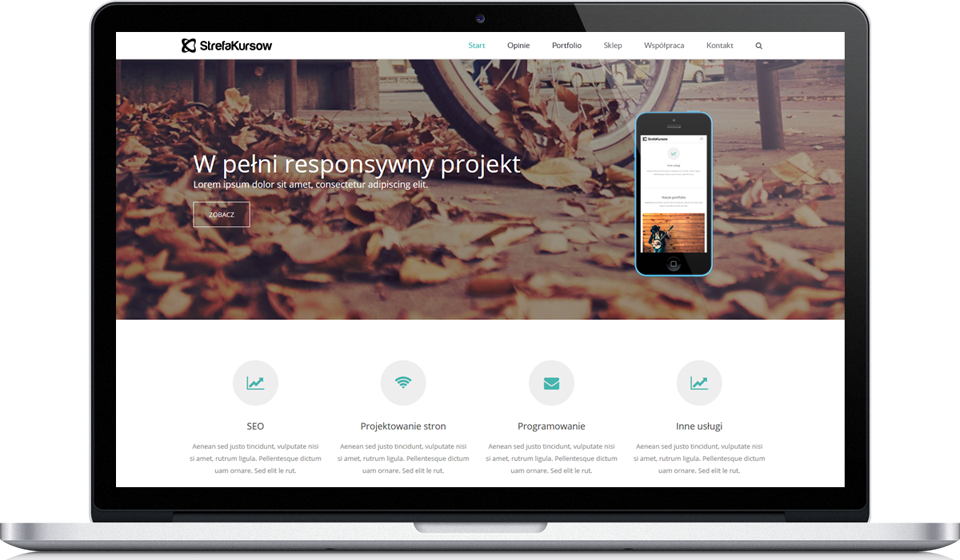 StrefaKursow
Start Opinie Portfolio Sklep Współpraca Kontakt
W pełni responsywny projekt
Lorem ipsum dolor sit amet, consectetur adipiscing elit.
ZOBACZ
StrefaKursow
Inne usługi
Nasze portfolio
SEO
Projektowanie stron
Programowanie
Inne usługi
Aenean sed justo tincidunt, vulputate nisi
si amet, rutrum ligula. Pellentesque dictum
uam ornare. Sed elit le rut.
Aenean sed justo tincidunt, vulputate nisi
si amet, rutrum ligula. Pellentesque dictum
uam ornare. Sed elit le rut.
Aenean sed justo tincidunt, vulputate nisi
si amet, rutrum ligula. Pellentesque dictum
uam ornare. Sed elit le rut.
Aenean sed justo tincidunt, vulputate nisi
si amet, rutrum ligula. Pellentesque dictum
uam ornare. Sed elit le rut.